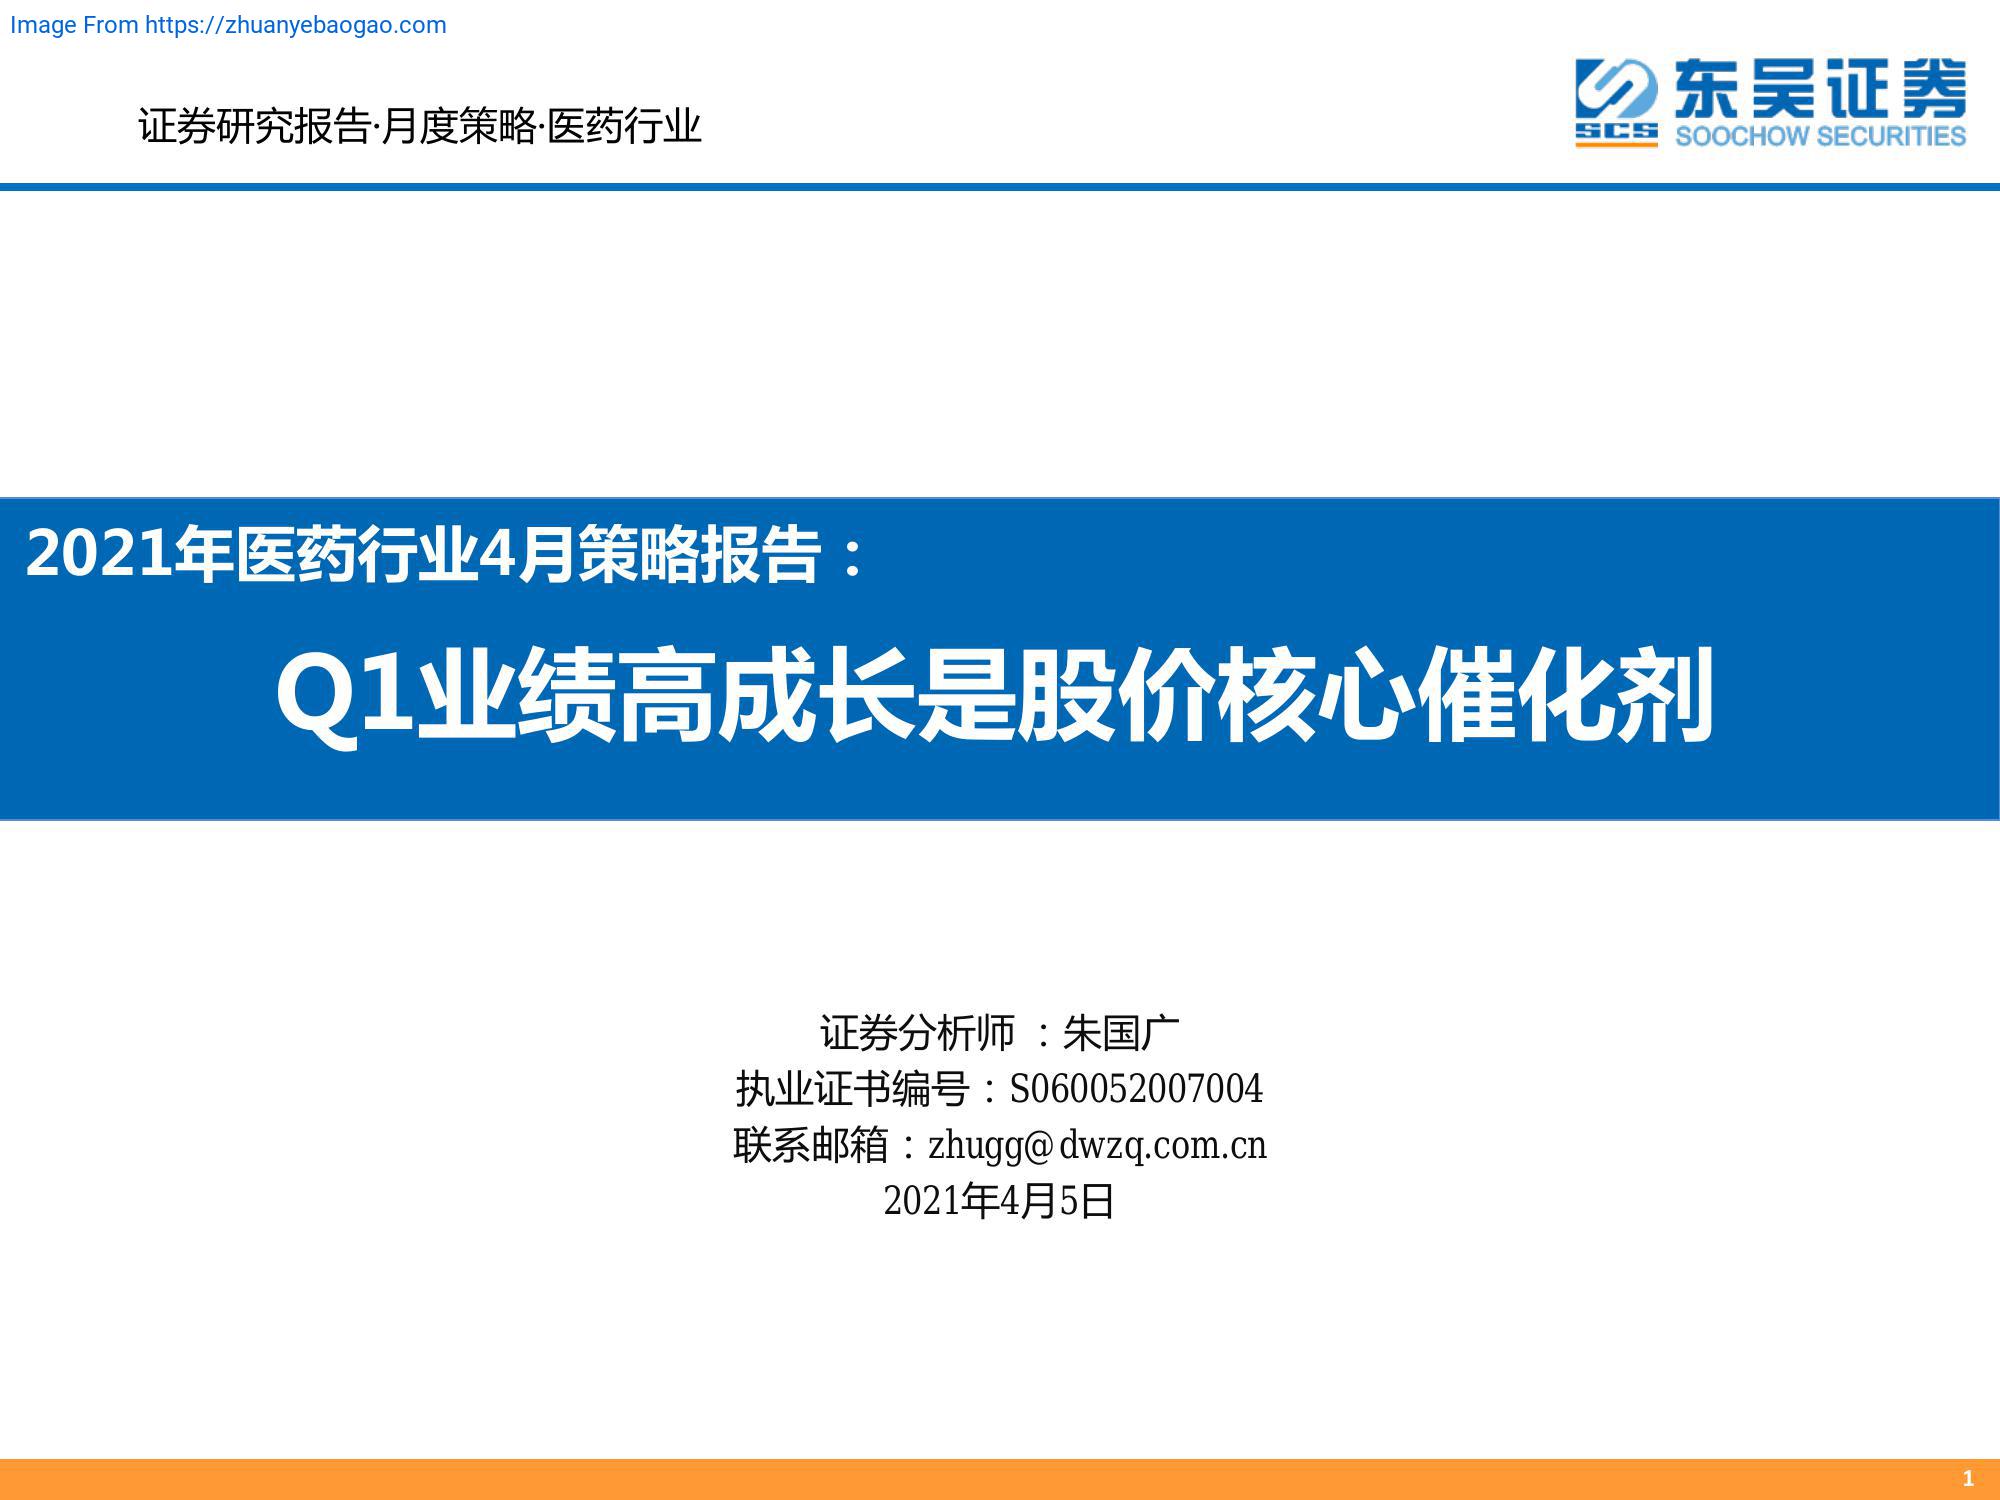 Image From https://zhuanyebaogao.com
东吴证券
SCS
SOOCHOW SECURITIES
证券研究报告·月度策略·医药行业
2021年医药行业4月策略报告：
Q1业绩高成长是股价核心催化剂
证券分析师 ：朱国广
执业证书编号：S060052007004
联系邮箱：zhugg@dwzq.com.cn
2021年4月5日
1